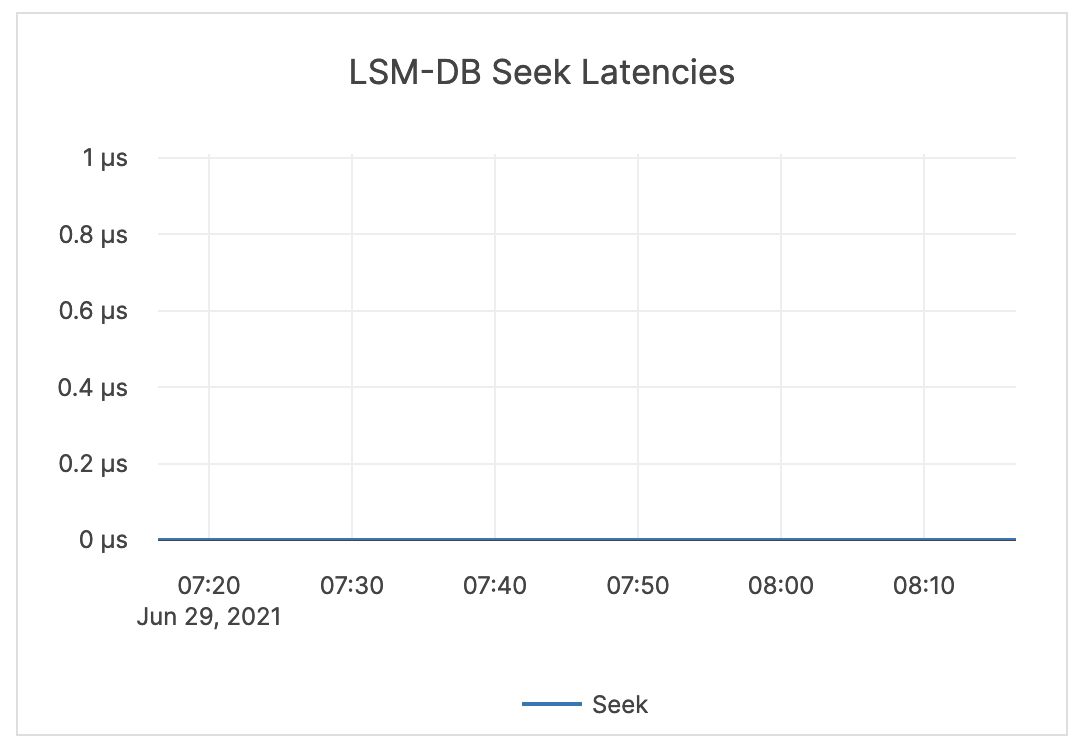 LSM-DB Seek Latencies
1 µs
0.8 µs
0.6 µs
0.4 µs
0.2 µs
0 µs
07:20 07:30 07:40 07:50 08:00 08:10
Jun 29, 2021
Seek